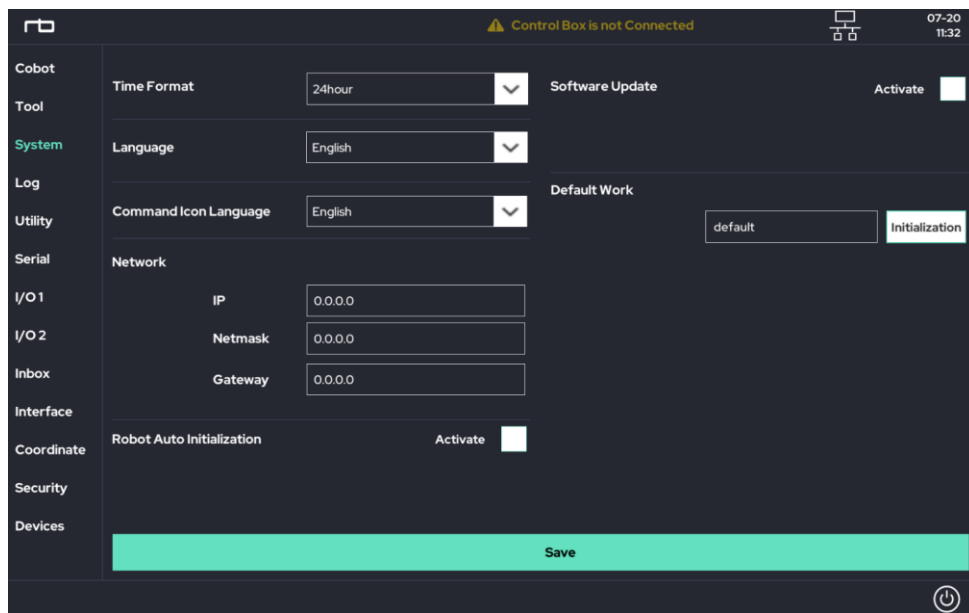 rb
Control Box is not Connected
07-20
11:32
Cobot
Tool
System
Log
Utility
Serial
I/O 1
I/O 2
Inbox
Interface
Coordinate
Security
Devices
Time Format
24hour
Language
English
Command Icon Language
English
Network
IP
0.0.0.0
Netmask
0.0.0.0
Gateway
0.0.0.0
Robot Auto Initialization
Activate
Software Update
Activate
Default Work
default
Initialization
Save